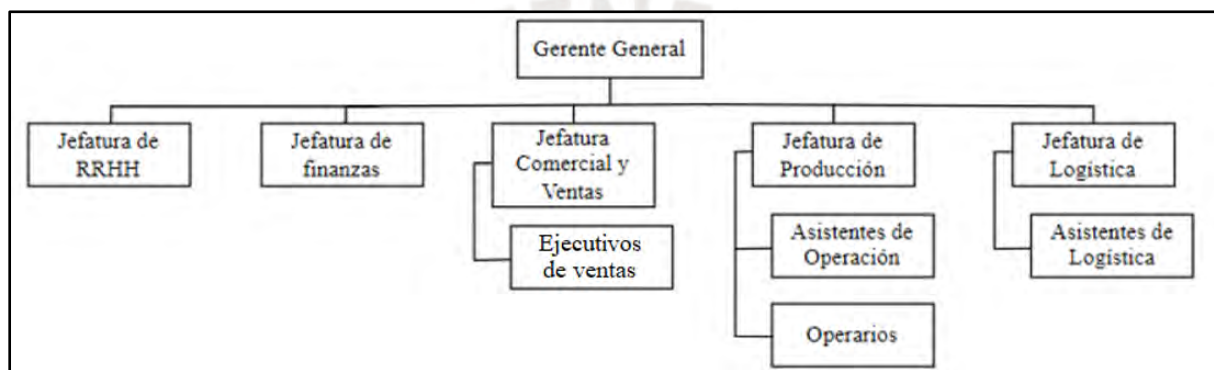 Gerente General
Jefatura de
RRHH
Jefatura de
finanzas
Jefatura
Comercial y
Ventas
Ejecutivos
de ventas
Jefatura de
Producción
Asistentes de
Operación
Operarios
Jefatura de
Logística
Asistentes de
Logística